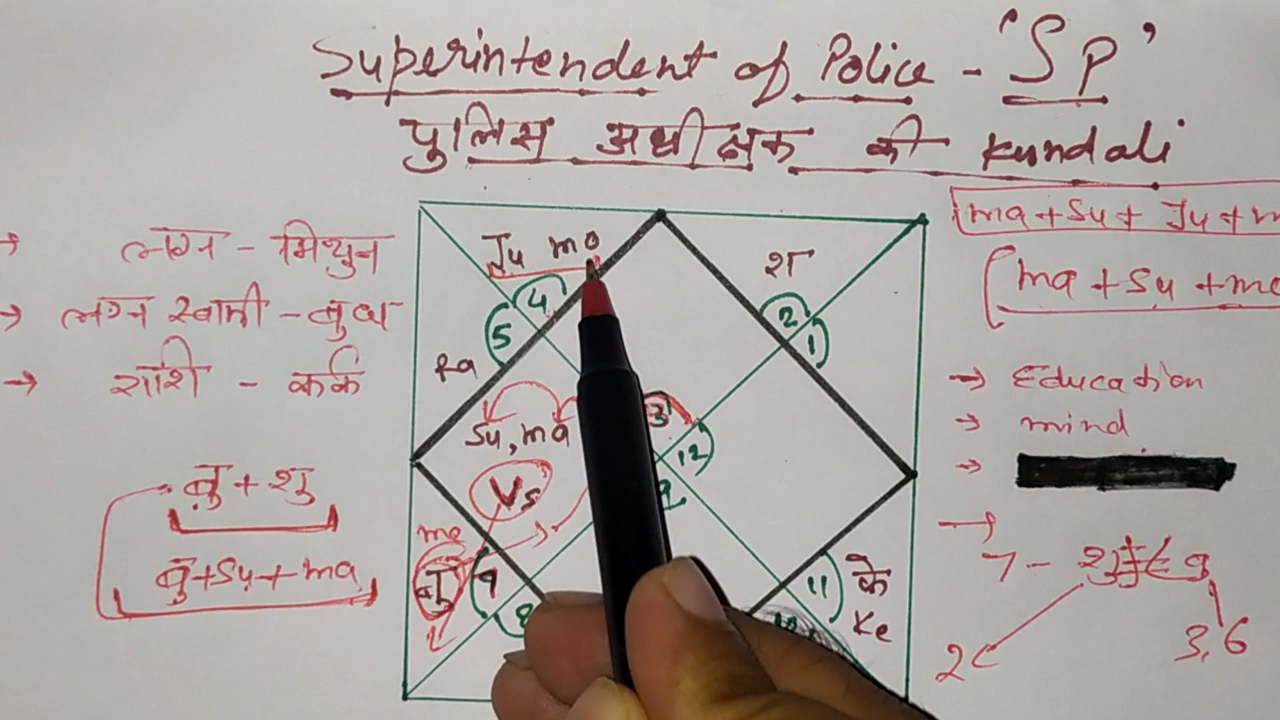 Superintendent of Police - 'SP'
पुलिस अधीक्षक की Kundali
→ लग्न - मिथुन
→ लग्न स्वामी - बुध
→ राशि - कर्क
बु + शु
बु + Su + ma
Ju mo
श
4
2
5
1
Ra
Su, ma
3
12
Vs
9
me
बु
7
8
11
के
Ke
ma + Su + Ju + m
ma + Su + me
→ Education
→ mind
→
→
7 -
2
3, 6